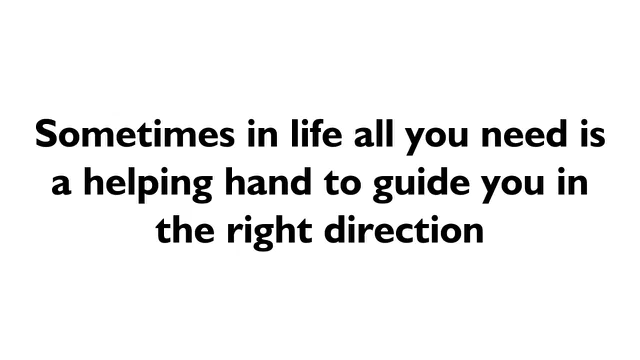 Sometimes in life all you need is
a helping hand to guide you in
the right direction